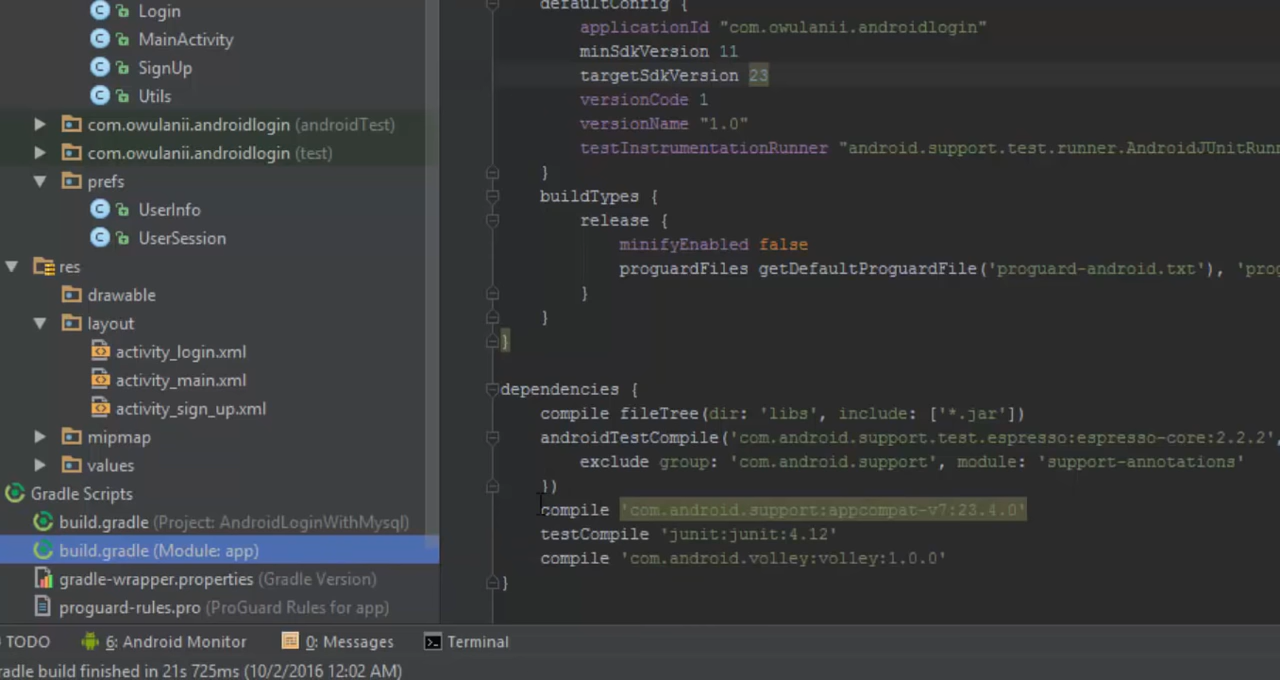 Login
MainActivity
SignUp
Utils
com.owulanii.androidlogin (androidTest)
com.owulanii.androidlogin (test)
prefs
UserInfo
UserSession
res
drawable
layout
activity_login.xml
activity_main.xml
activity_sign_up.xml
mipmap
values
Gradle Scripts
build.gradle (Project: AndroidLoginWithMysql)
build.gradle (Module: app)
gradle-wrapper.properties (Gradle Version)
proguard-rules.pro (ProGuard Rules for app)
defaultConfig {
applicationId "com.owulanii.androidlogin"
minSdkVersion 11
targetSdkVersion 23
versionCode 1
versionName "1.0"
testInstrumentationRunner "android.support.test.runner.AndroidJUnitRunn
}
buildTypes {
release {
minifyEnabled false
proguardFiles getDefaultProguardFile('proguard-android.txt'), 'prog
}
}
}
dependencies {
compile fileTree(dir: 'libs', include: ['*.jar'])
androidTestCompile('com.android.support.test.espresso:espresso-core:2.2.2',
exclude group: 'com.android.support', module: 'support-annotations'
})
compile 'com.android.support:appcompat-v7:23.4.0'
testCompile 'junit:junit:4.12'
compile 'com.android.volley:volley:1.0.0'
}
TODO 6: Android Monitor 0: Messages Terminal
radle build finished in 21s 725ms (10/2/2016 12:02 AM)